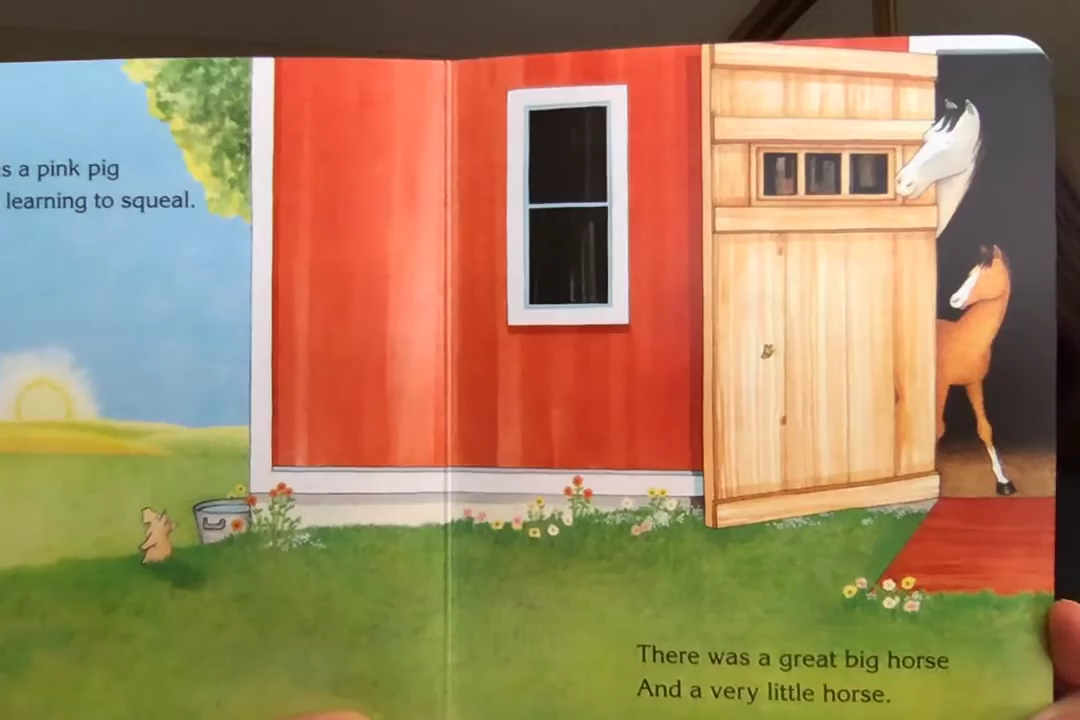 s a pink pig
learning to squeal.
There was a great big horse
And a very little horse.